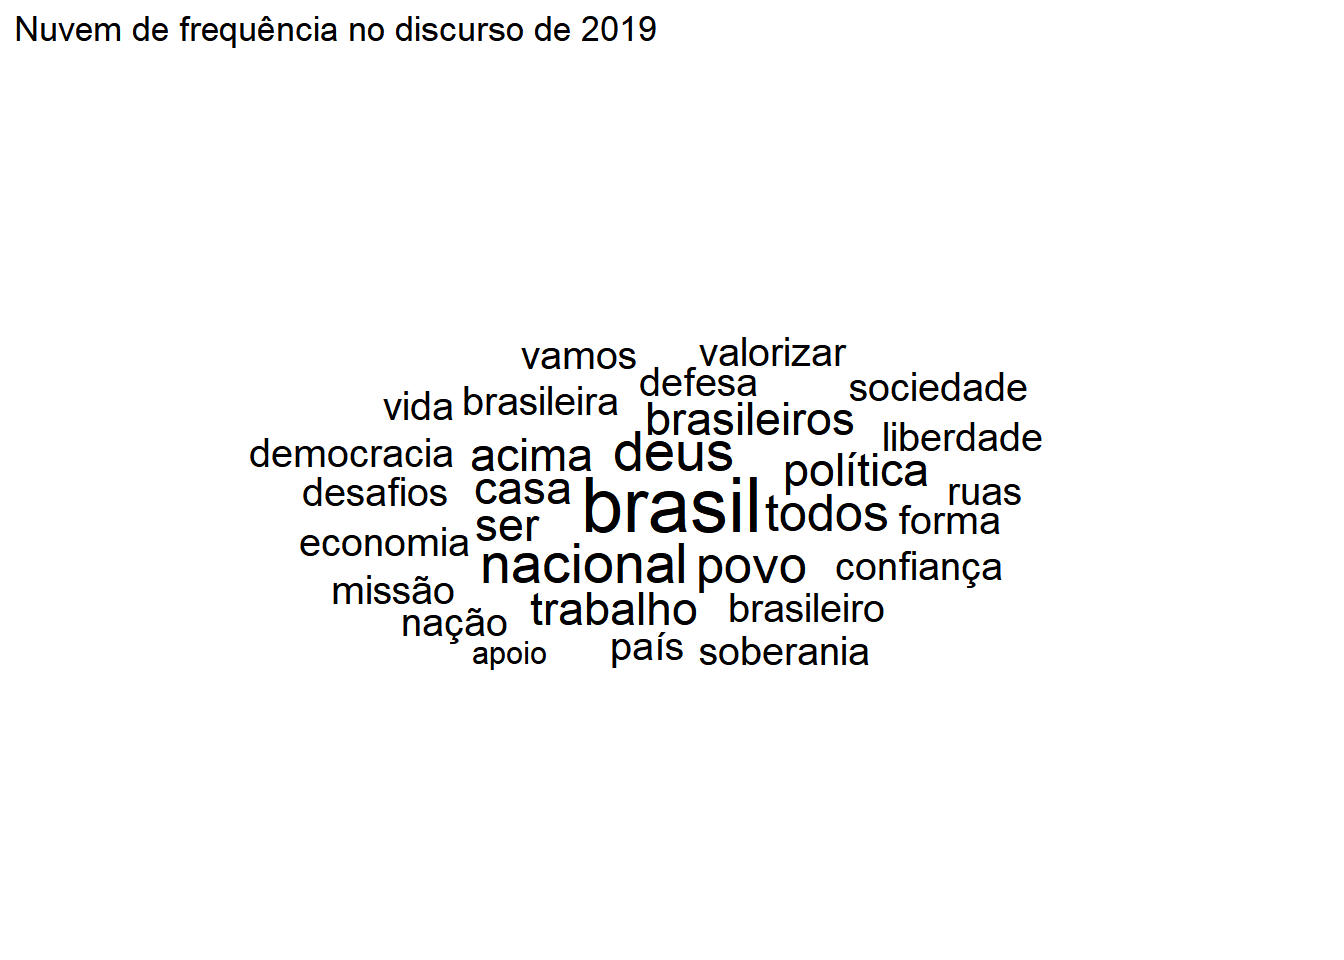 Nuvem de frequência no discurso de 2019
vamos valorizar
defesa
vida brasileira sociedade
brasileiros
democracia acima deus liberdade
política
desafios casa ruas
brasil todos forma
ser
economia nacional povo confiança
missão trabalho brasileiro
nação
apoio país soberania